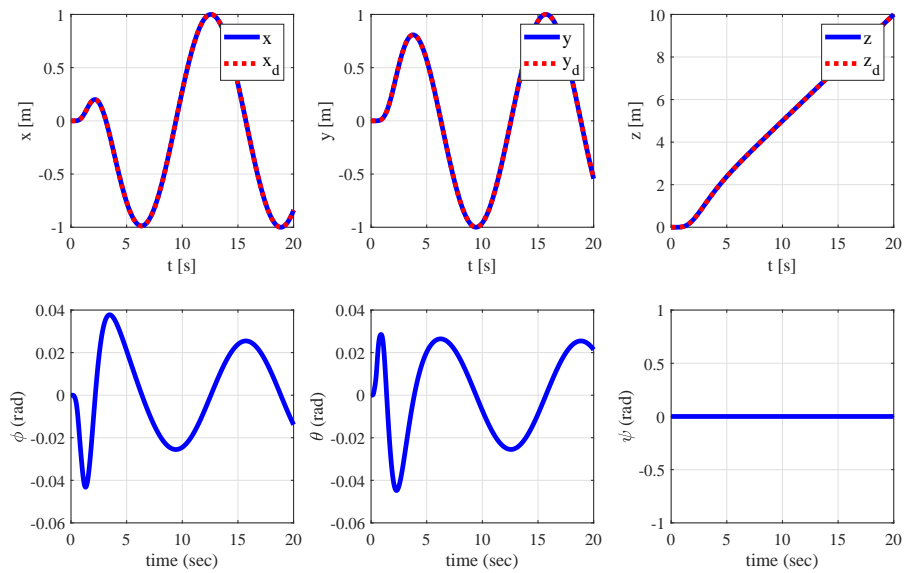 1
0.5
0
-0.5
-1
x [m]
x
x_d
0 5 10 15 20
t [s]
1
0.5
0
-0.5
-1
y [m]
y
y_d
0 5 10 15 20
t [s]
10
8
6
4
2
0
z [m]
z
z_d
0 5 10 15 20
t [s]
0.04
0.02
0
-0.02
-0.04
-0.06
ϕ (rad)
0 5 10 15 20
time (sec)
0.04
0.02
0
-0.02
-0.04
-0.06
θ (rad)
0 5 10 15 20
time (sec)
1
0.5
0
-0.5
-1
ψ (rad)
0 5 10 15 20
time (sec)